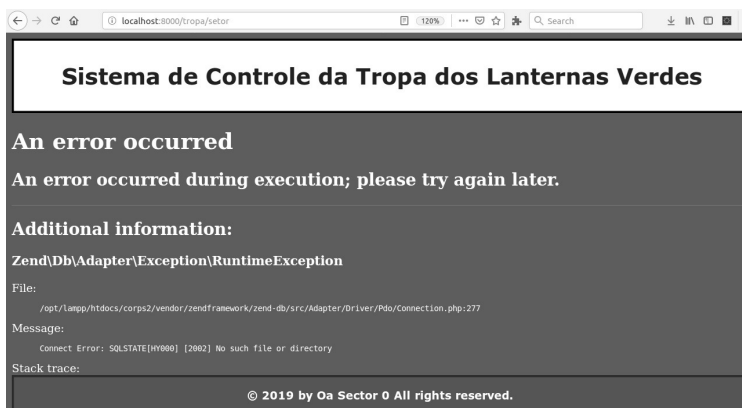 localhost:8000/tropa/setor
120%
Search
Sistema de Controle da Tropa dos Lanternas Verdes
An error occurred
An error occurred during execution; please try again later.
Additional information:
Zend\Db\Adapter\Exception\RuntimeException
File:
/opt/lampp/htdocs/corps2/vendor/zendframework/zend-db/src/Adapter/Driver/Pdo/Connection.php:277
Message:
Connect Error: SQLSTATE[HY000] [2002] No such file or directory
Stack trace:
© 2019 by Oa Sector 0 All rights reserved.